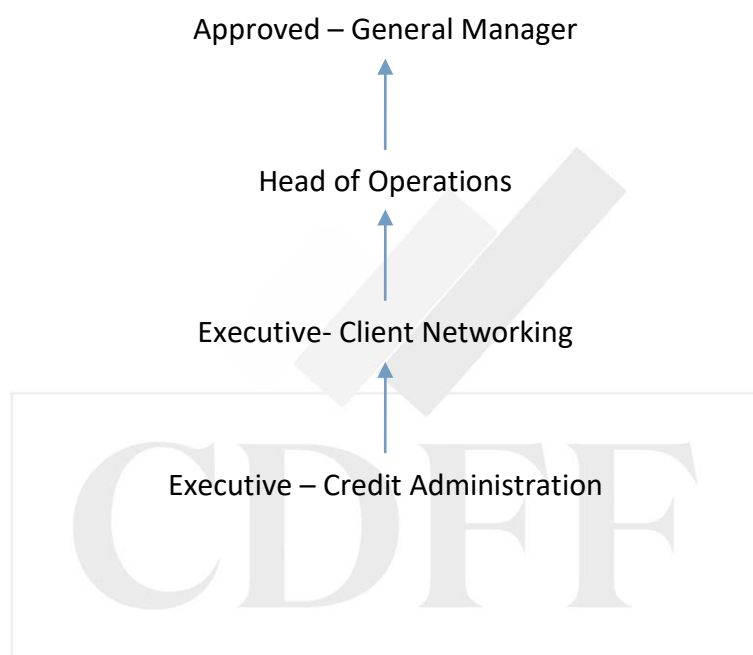 Approved – General Manager
Head of Operations
Executive- Client Networking
Executive – Credit Administration
CDFF